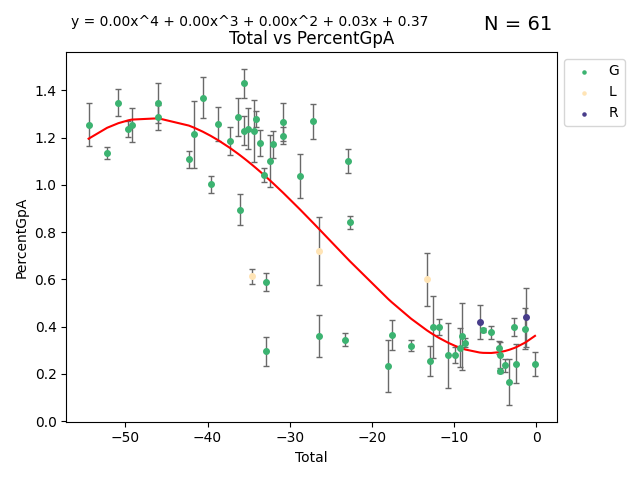 y = 0.00x^4 + 0.00x^3 + 0.00x^2 + 0.03x + 0.37
N = 61
Total vs PercentGpA
G
L
R
PercentGpA
1.4
1.2
1.0
0.8
0.6
0.4
0.2
0.0
−50
−40
−30
−20
−10
0
Total